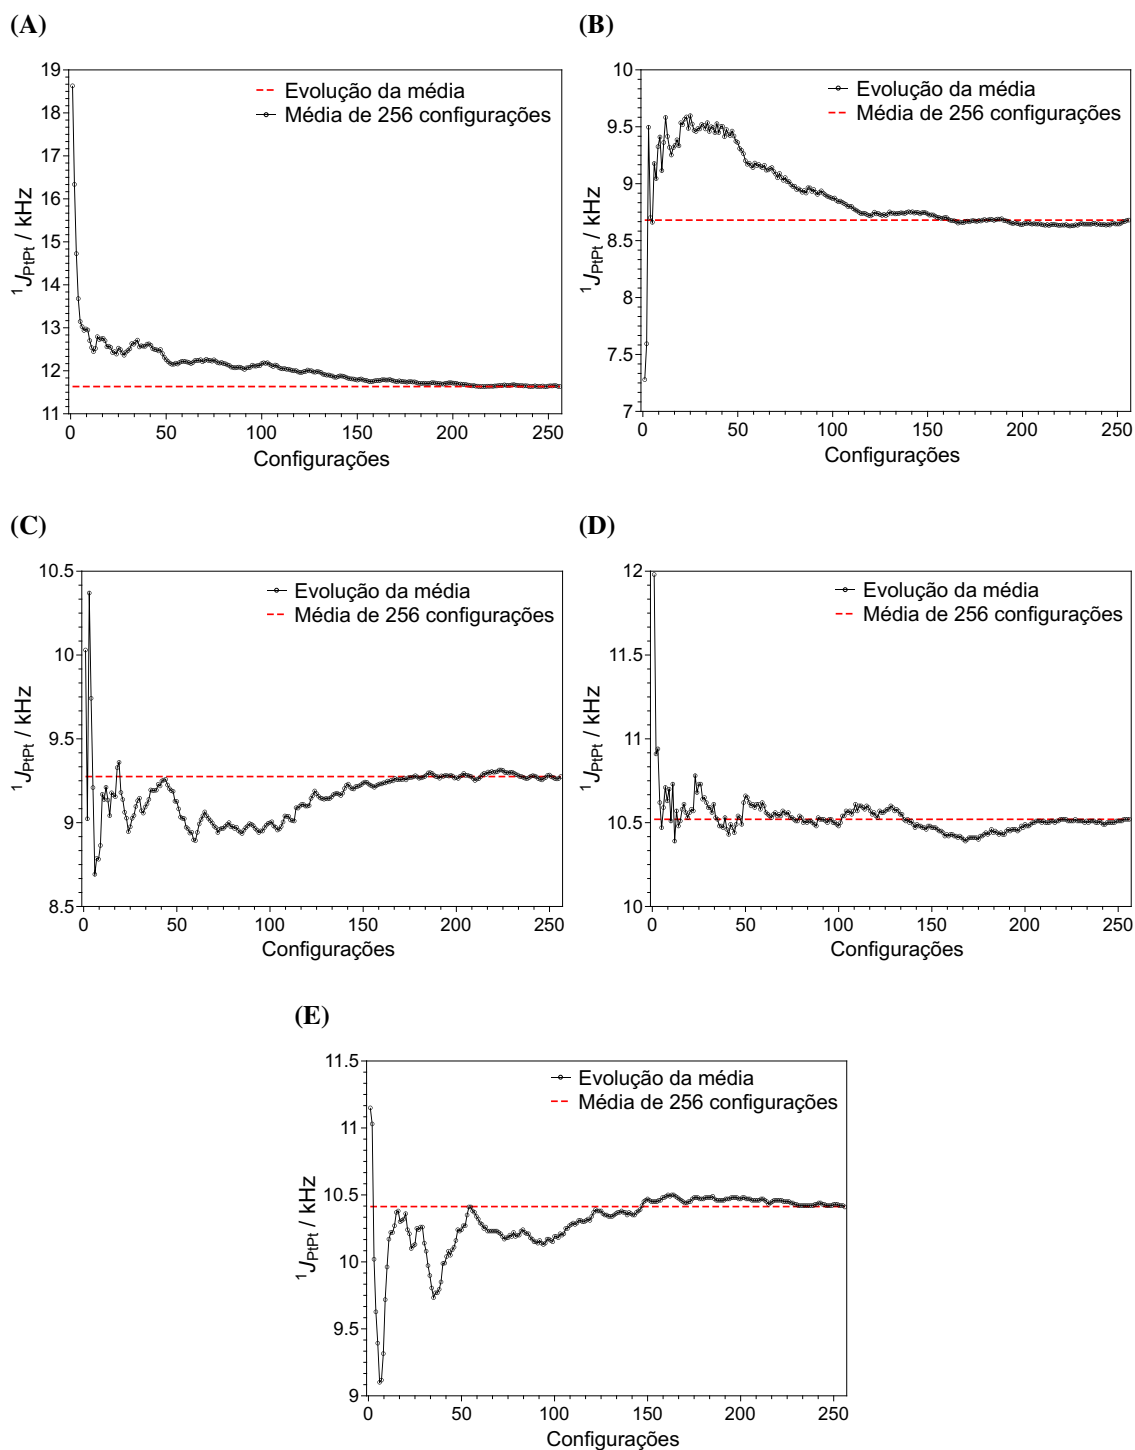 (A)
19
18
17
16
15
14
13
12
11
0
50
100
150
200
250
¹JPtPt / kHz
Configurações
Evolução da média
Média de 256 configurações
(B)
10
9.5
9
8.5
8
7.5
7
0
50
100
150
200
250
¹JPtPt / kHz
Configurações
Evolução da média
Média de 256 configurações
(C)
10.5
10
9.5
9
8.5
0
50
100
150
200
250
¹JPtPt / kHz
Configurações
Evolução da média
Média de 256 configurações
(D)
12
11.5
11
10.5
10
0
50
100
150
200
250
¹JPtPt / kHz
Configurações
Evolução da média
Média de 256 configurações
(E)
11.5
11
10.5
10
9.5
9
0
50
100
150
200
250
¹JPtPt / kHz
Configurações
Evolução da média
Média de 256 configurações